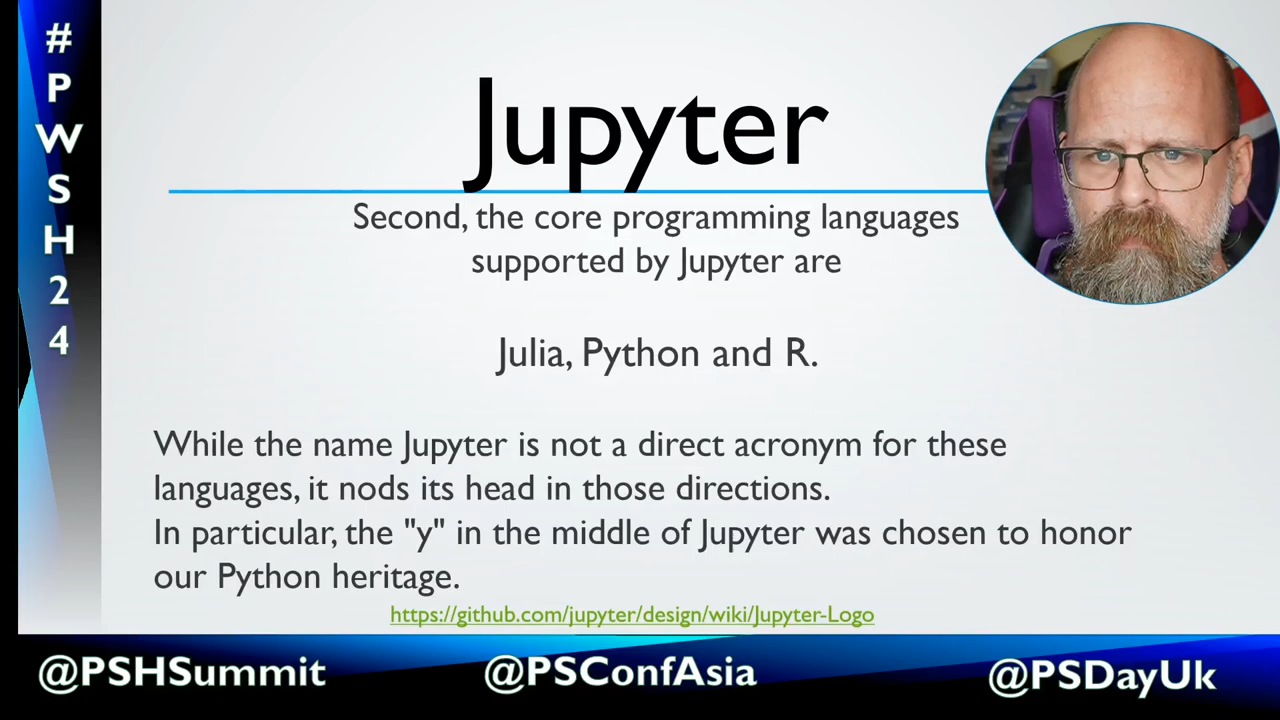 #
P
W
S
H
2
4
Jupyter
Second, the core programming languages
supported by Jupyter are
Julia, Python and R.
While the name Jupyter is not a direct acronym for these
languages, it nods its head in those directions.
In particular, the "y" in the middle of Jupyter was chosen to honor
our Python heritage.
https://github.com/jupyter/design/wiki/Jupyter-Logo
@PSHSummit
@PSConfAsia
@PSDayUk